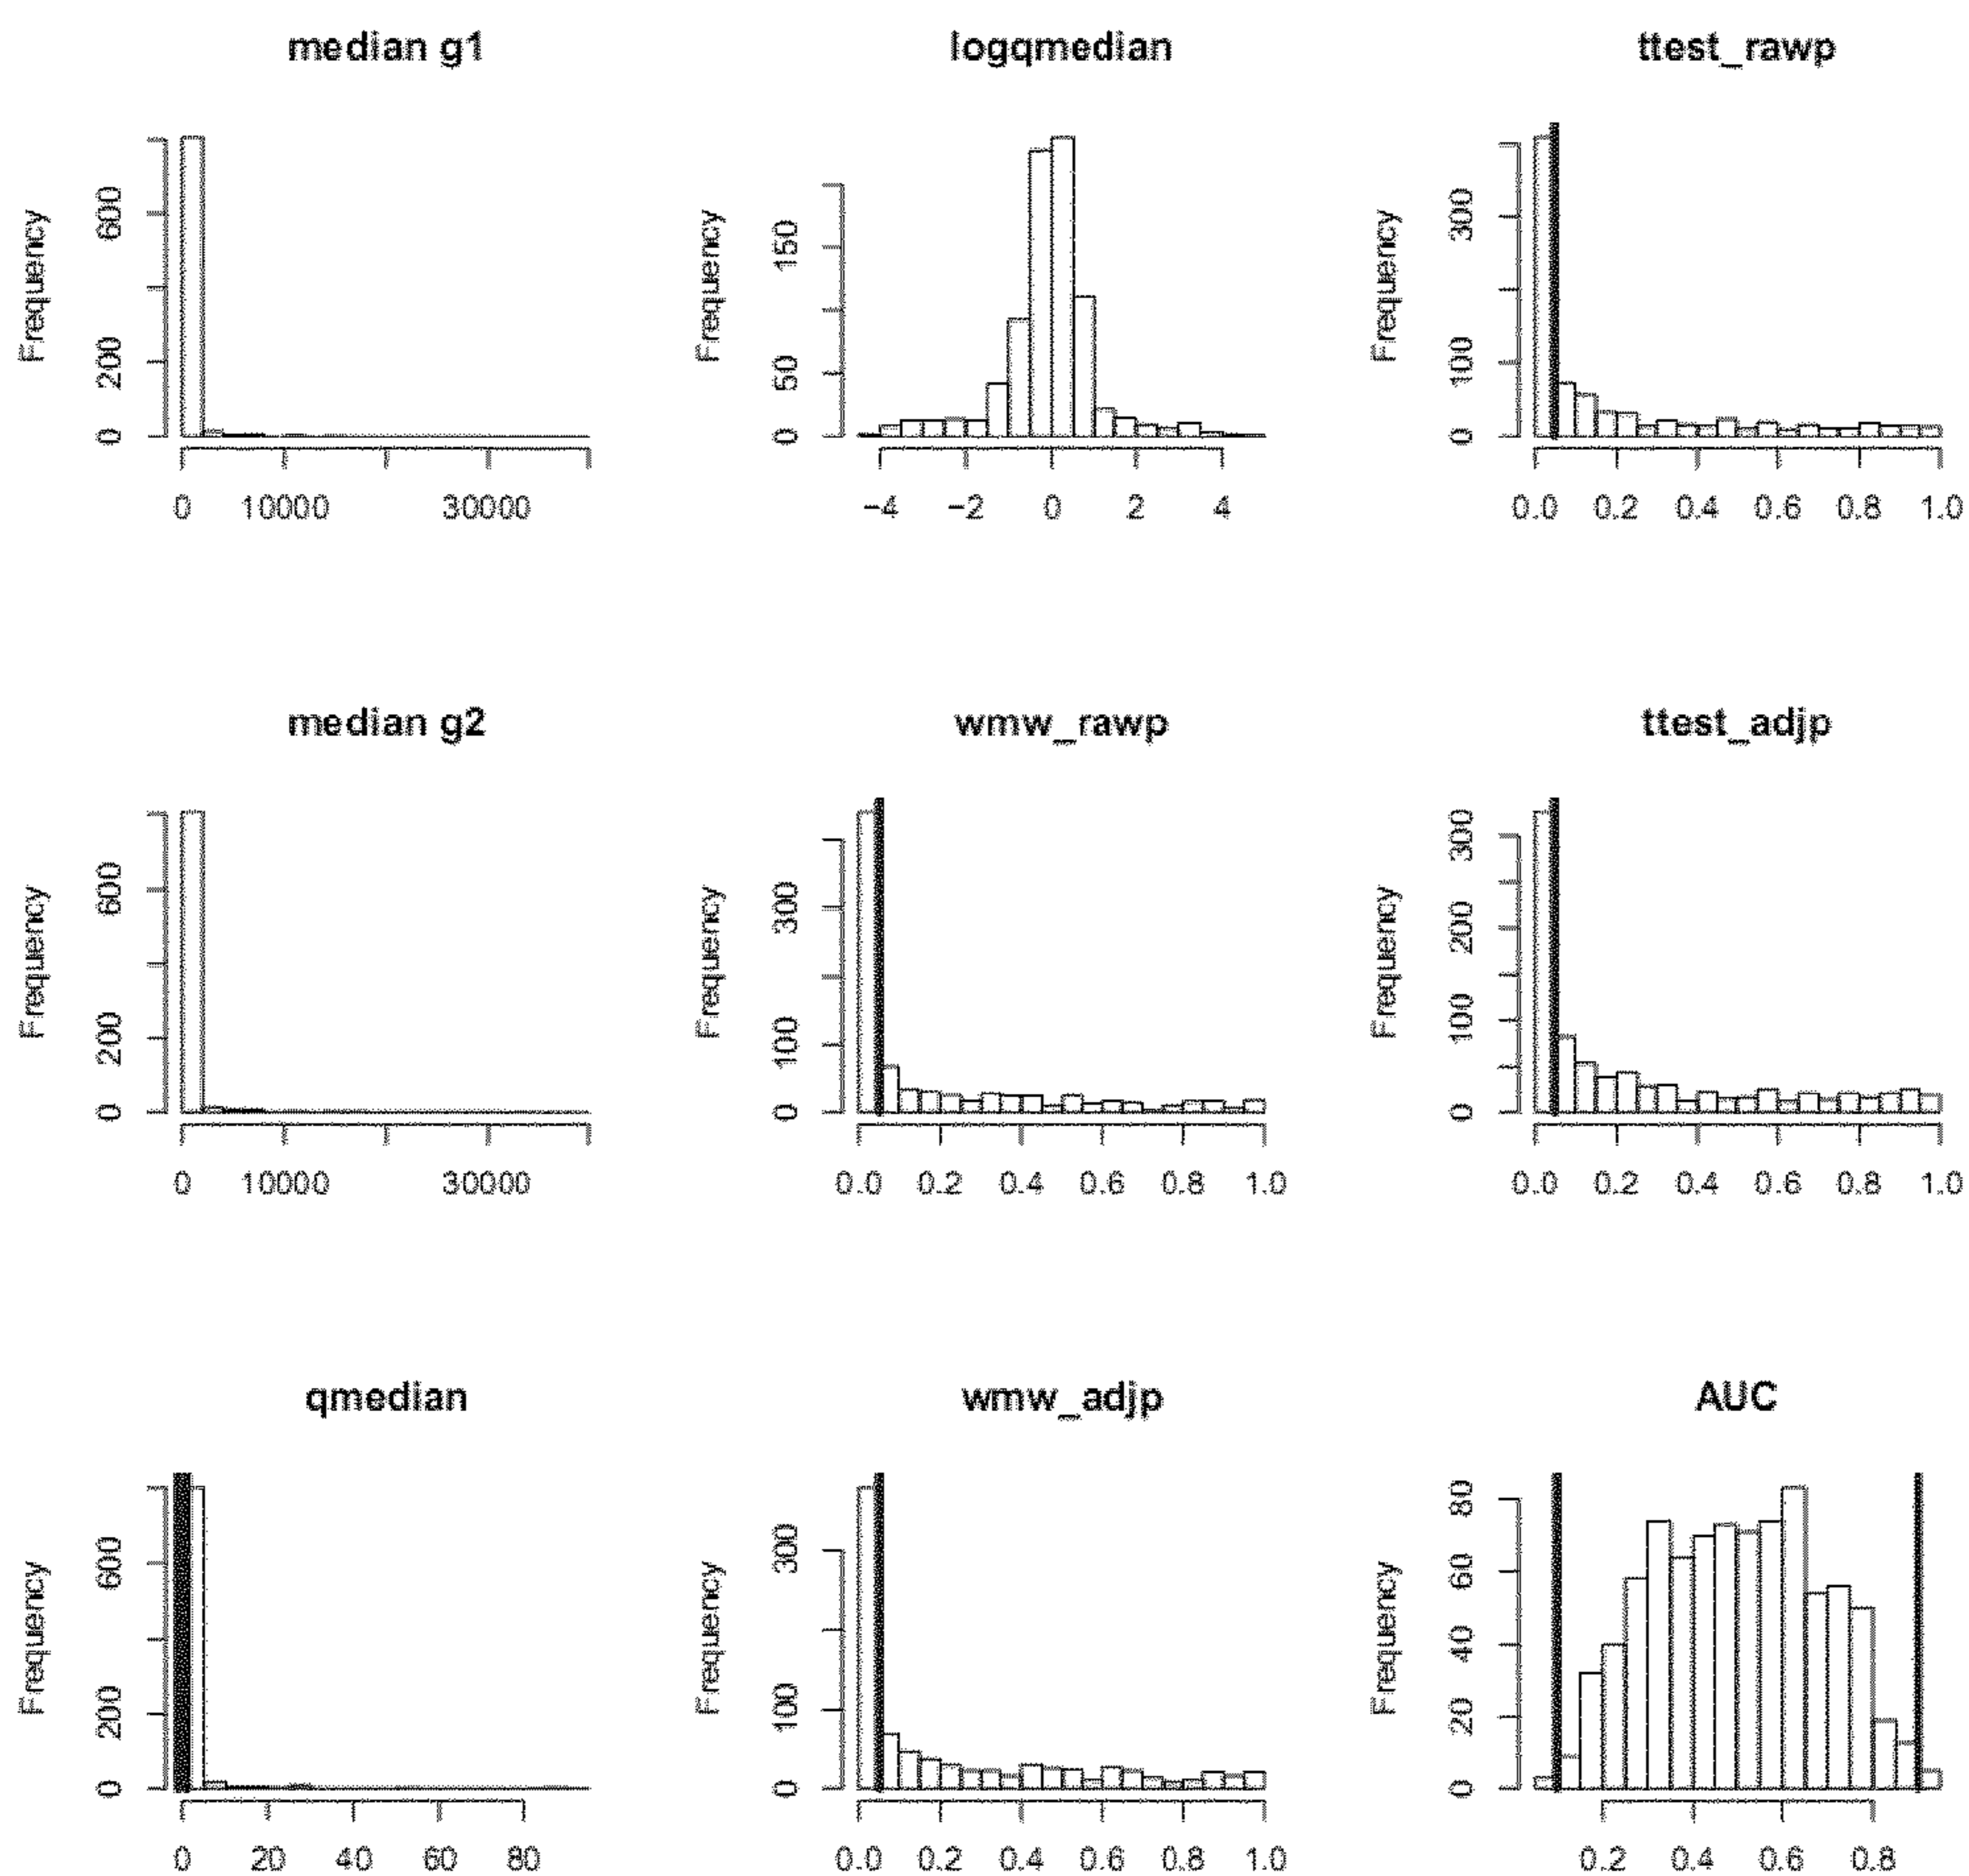 median g1
logqmedian
ttest_rawp
Frequency
600
200
0
0 10000 30000
Frequency
150
50
0
−4 −2 0 2 4
Frequency
300
100
0
0.0 0.2 0.4 0.6 0.8 1.0
median g2
wmw_rawp
ttest_adjp
Frequency
600
200
0
0 10000 30000
Frequency
300
100
0
0.0 0.2 0.4 0.6 0.8 1.0
Frequency
300
200
100
0
0.0 0.2 0.4 0.6 0.8 1.0
qmedian
wmw_adjp
AUC
Frequency
600
200
0
0 20 40 60 80
Frequency
300
100
0
0.0 0.2 0.4 0.6 0.8 1.0
Frequency
80
60
40
20
0
0.2 0.4 0.6 0.8